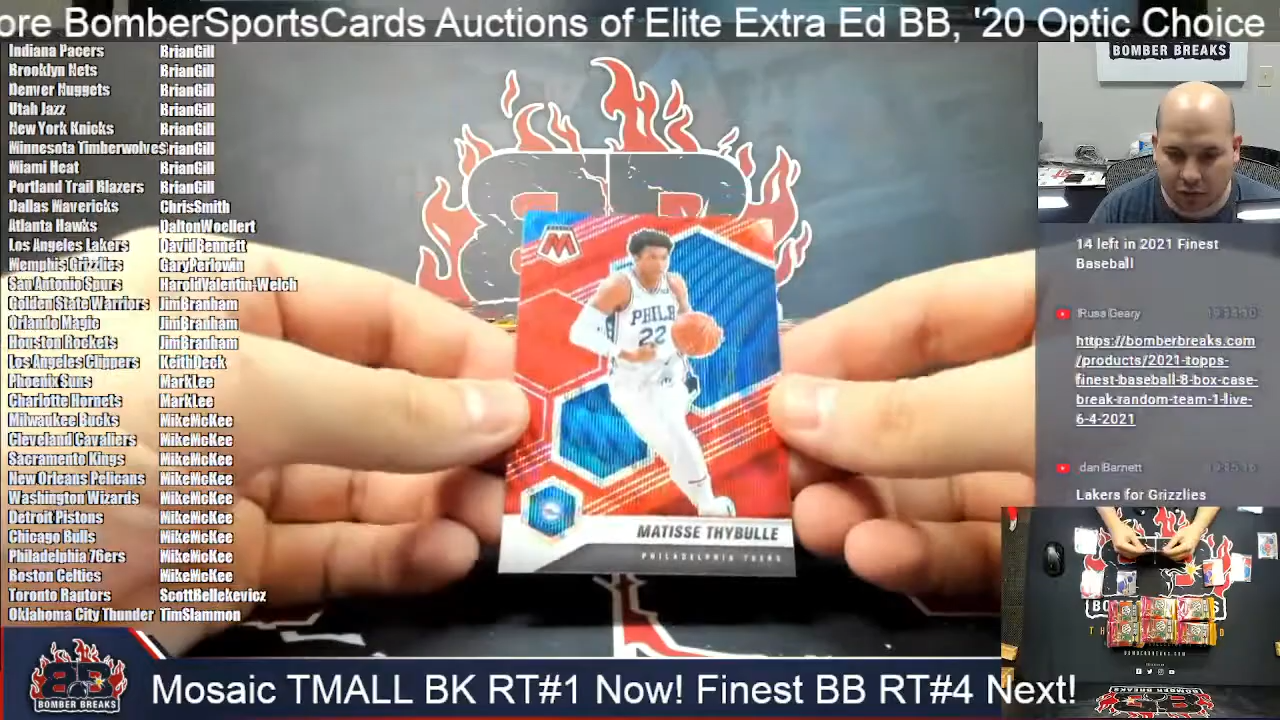 ore BomberSportsCards Auctions of Elite Extra Ed BB, '20 Optic Choice
Indiana Pacers BrianGill
Brooklyn Nets BrianGill
Denver Nuggets BrianGill
Utah Jazz BrianGill
New York Knicks BrianGill
Minnesota Timberwolves BrianGill
Miami Heat BrianGill
Portland Trail Blazers BrianGill
Dallas Mavericks ChrisSmith
Atlanta Hawks DaltonWoellert
Los Angeles Lakers DavidBennett
Memphis Grizzlies GaryPerlowin
San Antonio Spurs HaroldValentin-Welch
Golden State Warriors JimBranham
Orlando Magic JimBranham
Houston Rockets JimBranham
Los Angeles Clippers KeithDeck
Phoenix Suns MarkLee
Charlotte Hornets MarkLee
Milwaukee Bucks MikeMcKee
Cleveland Cavaliers MikeMcKee
Sacramento Kings MikeMcKee
New Orleans Pelicans MikeMcKee
Washington Wizards MikeMcKee
Detroit Pistons MikeMcKee
Chicago Bulls MikeMcKee
Philadelphia 76ers MikeMcKee
Boston Celtics MikeMcKee
Toronto Raptors ScottBellekevicz
Oklahoma City Thunder TimSlammon
M
PHILA
22
MATISSE THYBULLE
PHILADELPHIA 76ERS
BOMBER BREAKS
14 left in 2021 Finest
Baseball
Russ Geary
https://bomberbreaks.com
/products/2021-topps-
finest-baseball-8-box-case-
break-random-team-1-live-
6-4-2021
dan Barnett
Lakers for Grizzlies
BOMBER BREAKS
Mosaic TMALL BK RT#1 Now! Finest BB RT#4 Next!